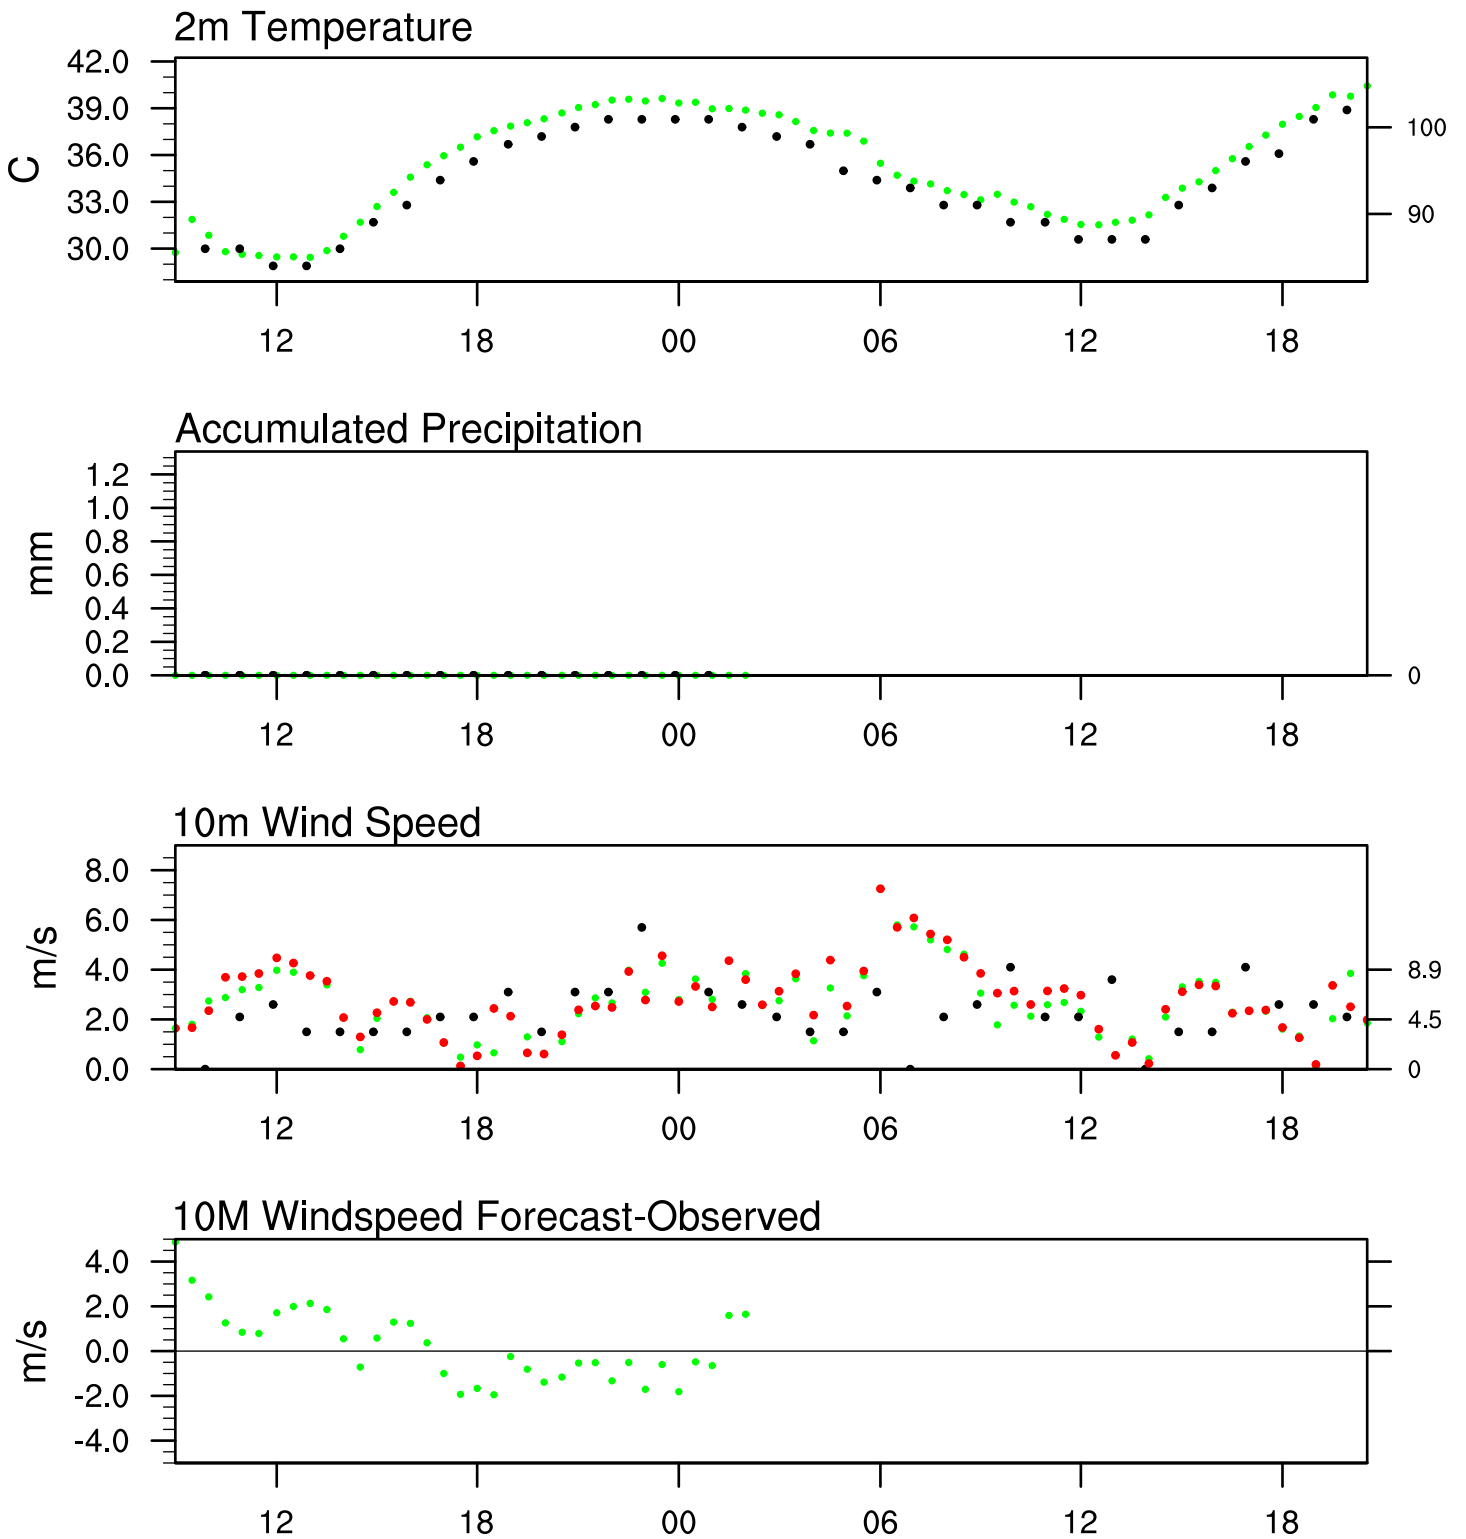 2m Temperature
42.0
39.0
36.0
33.0
30.0
C
100
90
12 18 00 06 12 18
Accumulated Precipitation
1.2
1.0
0.8
0.6
0.4
0.2
0.0
mm
0
12 18 00 06 12 18
10m Wind Speed
8.0
6.0
4.0
2.0
0.0
m/s
8.9
4.5
0
12 18 00 06 12 18
10M Windspeed Forecast-Observed
4.0
2.0
0.0
-2.0
-4.0
m/s
12 18 00 06 12 18